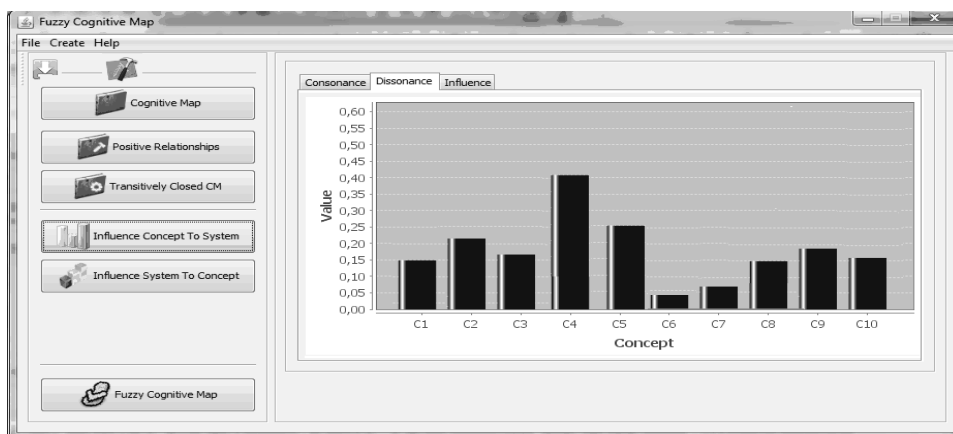 Fuzzy Cognitive Map
File Create Help
Cognitive Map
Positive Relationships
Transitively Closed CM
Influence Concept To System
Influence System To Concept
Fuzzy Cognitive Map
Consonance Dissonance Influence
0,60
0,55
0,50
0,45
0,40
0,35
0,30
0,25
0,20
0,15
0,10
0,05
0,00
Value
C1 C2 C3 C4 C5 C6 C7 C8 C9 C10
Concept